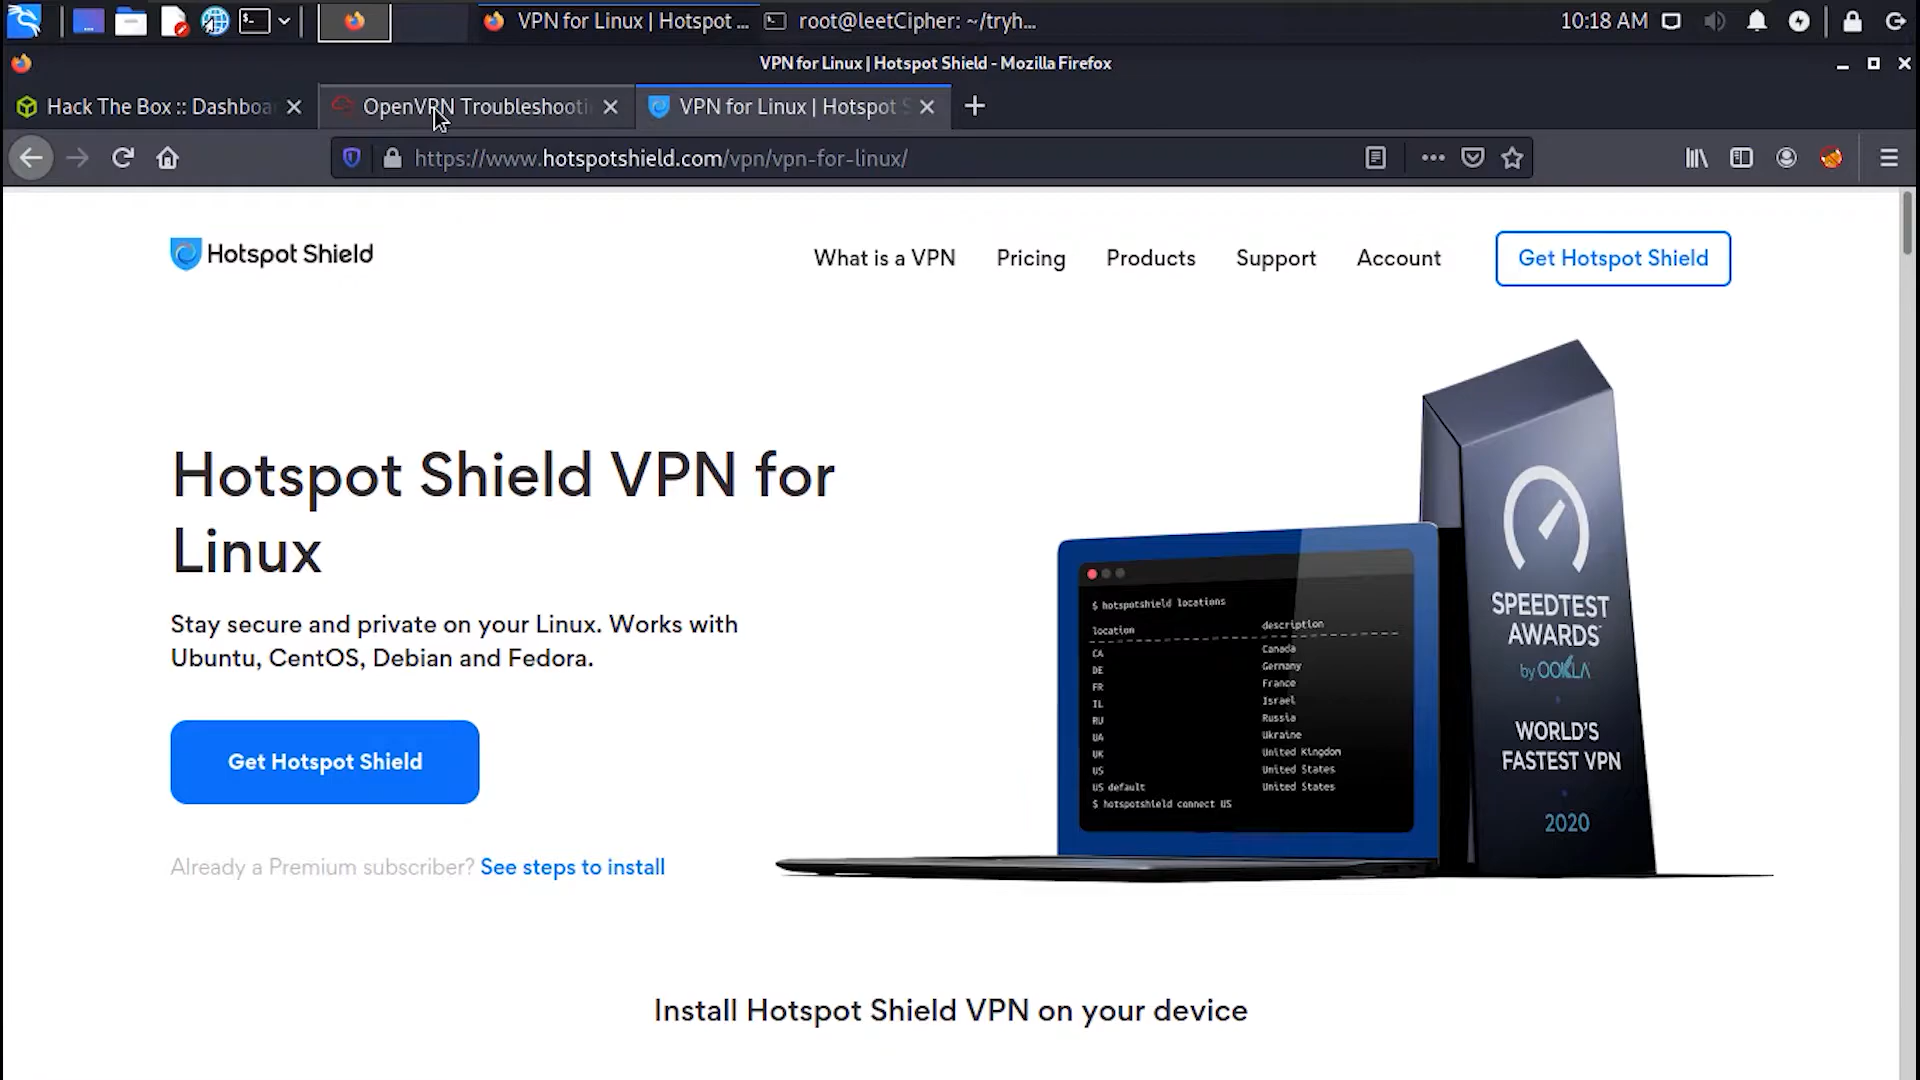 VPN for Linux | Hotspot ...
root@leetCipher: ~/tryh...
10:18 AM
VPN for Linux | Hotspot Shield - Mozilla Firefox
Hack The Box :: Dashboa
OpenVPN Troubleshooti
VPN for Linux | Hotspot S
https://www.hotspotshield.com/vpn/vpn-for-linux/
Hotspot Shield
What is a VPN
Pricing
Products
Support
Account
Get Hotspot Shield
Hotspot Shield VPN for
Linux
Stay secure and private on your Linux. Works with
Ubuntu, CentOS, Debian and Fedora.
Get Hotspot Shield
Already a Premium subscriber? See steps to install
$ hotspotshield locations
location description
CA Canada
DE Germany
FR France
IL Israel
RU Russia
UA Ukraine
UK United Kingdom
US United States
US default United States
$ hotspotshield connect US
SPEEDTEST
AWARDS™
by OOKLA
WORLD'S
FASTEST VPN
2020
Install Hotspot Shield VPN on your device